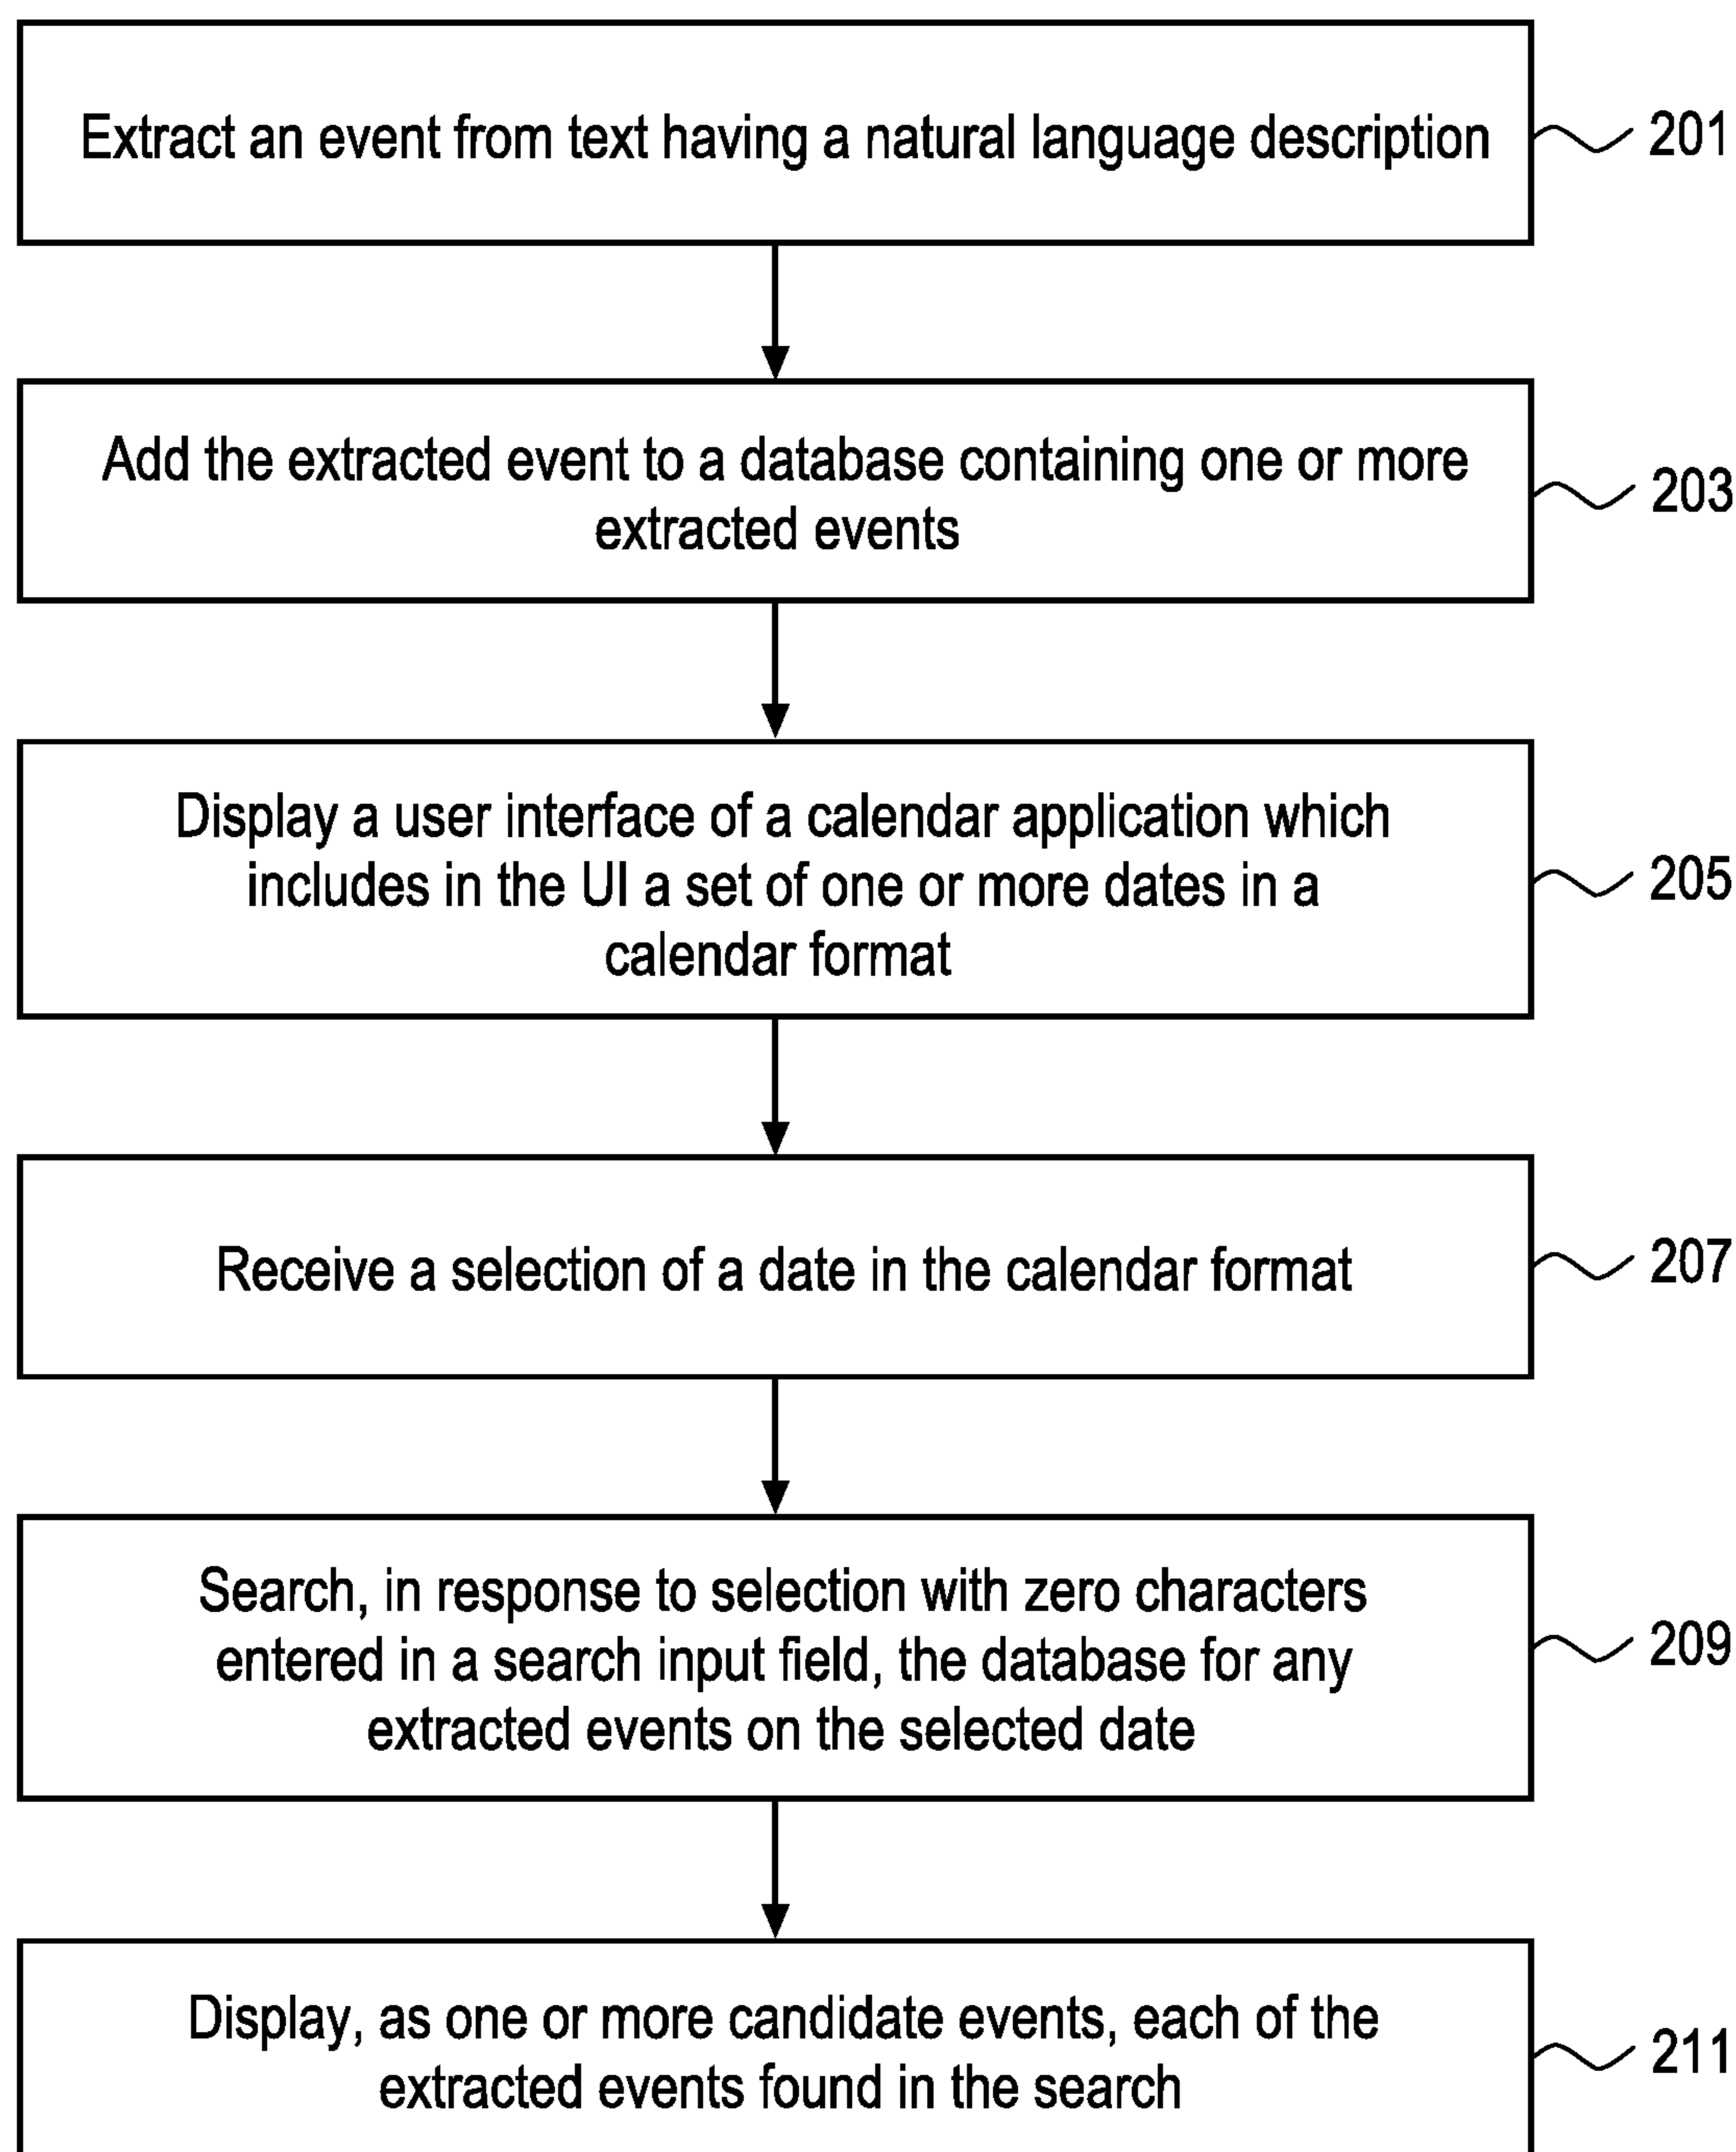 Extract an event from text having a natural language description
201
Add the extracted event to a database containing one or more
extracted events
203
Display a user interface of a calendar application which
includes in the UI a set of one or more dates in a
calendar format
205
Receive a selection of a date in the calendar format
207
Search, in response to selection with zero characters
entered in a search input field, the database for any
extracted events on the selected date
209
Display, as one or more candidate events, each of the
extracted events found in the search
211